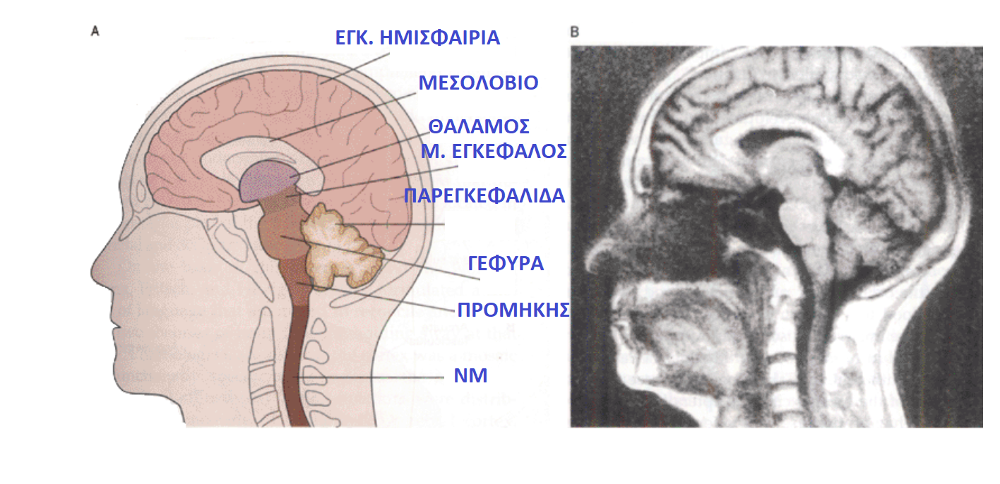 A
B
ΕΓΚ. ΗΜΙΣΦΑΙΡΙΑ
ΜΕΣΟΛΟΒΙΟ
ΘΑΛΑΜΟΣ
Μ. ΕΓΚΕΦΑΛΟΣ
ΠΑΡΕΓΚΕΦΑΛΙΔΑ
ΓΕΦΥΡΑ
ΠΡΟΜΗΚΗΣ
ΝΜ